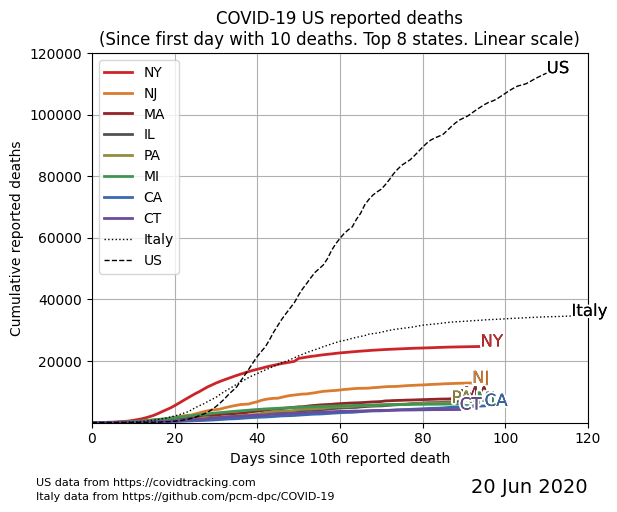 COVID-19 US reported deaths
(Since first day with 10 deaths. Top 8 states. Linear scale)
Cumulative reported deaths
120000
100000
80000
60000
40000
20000
NY
NJ
MA
IL
PA
MI
CA
CT
Italy
US
US
Italy
NY
NJ
CT
CA
0
20
40
60
80
100
120
Days since 10th reported death
US data from https://covidtracking.com
Italy data from https://github.com/pcm-dpc/COVID-19
20 Jun 2020